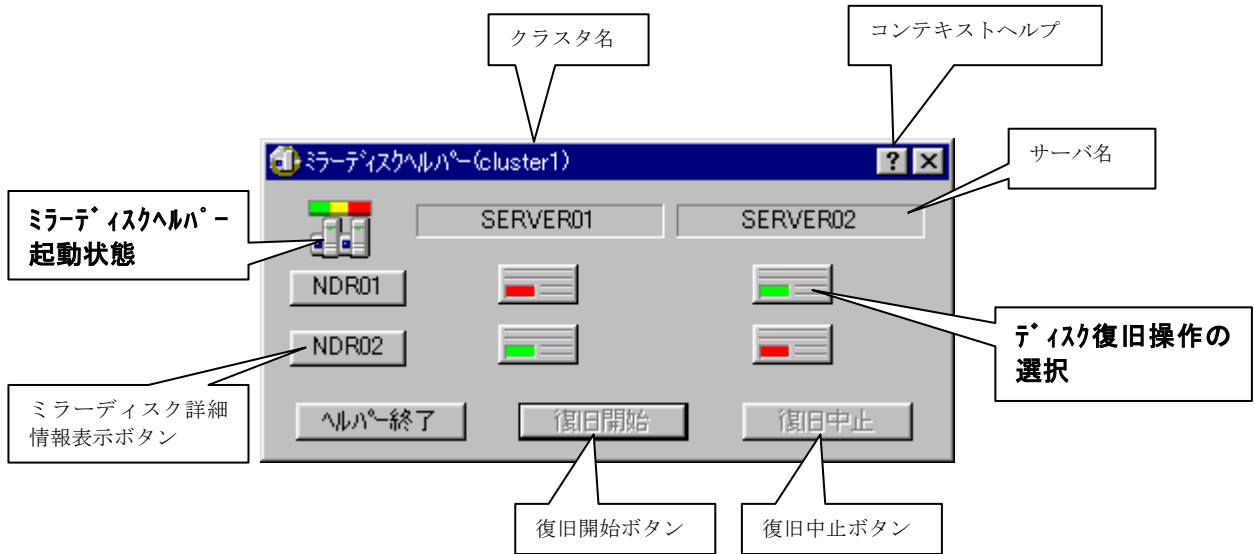 クラスタ名
コンテキストヘルプ
ミラーディスクヘルパー(cluster1)
?
サーバ名
ミラーディスクヘルパー
起動状態
SERVER01
SERVER02
NDR01
NDR02
ディスク復旧操作の
選択
ミラーディスク詳細
情報表示ボタン
ヘルパー終了
復旧開始
復旧中止
復旧開始ボタン
復旧中止ボタン